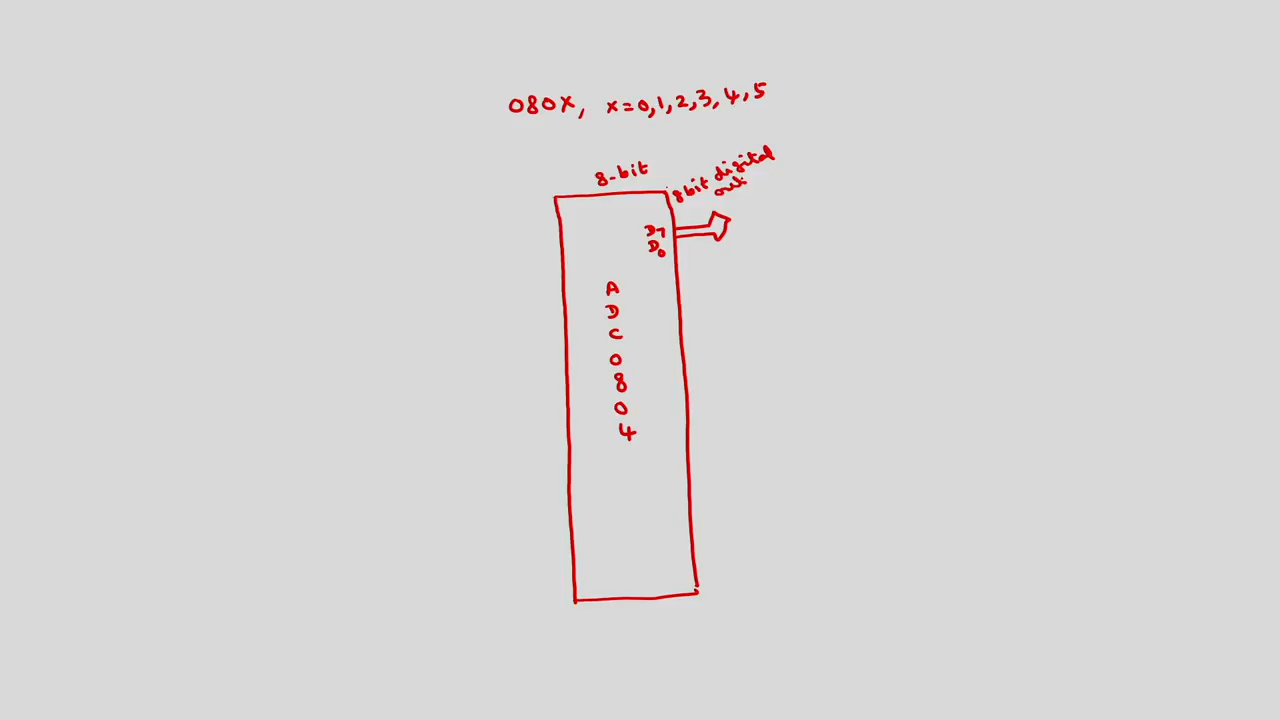 080X, x=0,1,2,3,4,5
8-bit
8bit digital
out
D7
D0
A
D
C
0
8
0
4